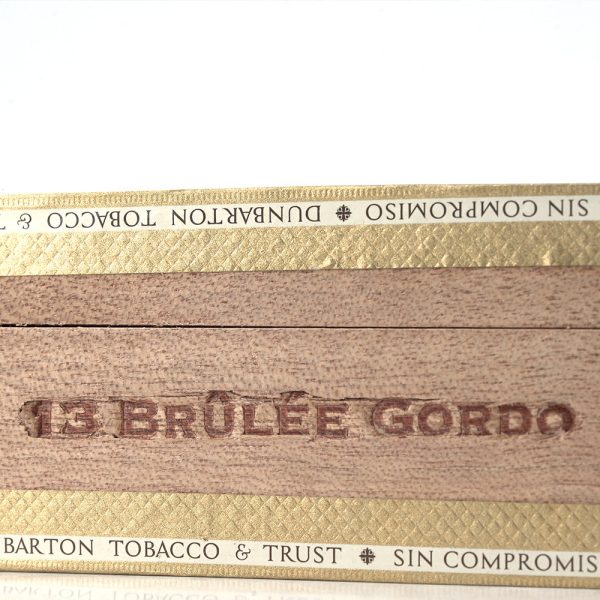 SIN COMPROMISO ✤ DUNBARTON TOBACCO &
13 BRÛLÉE GORDO
BARTON TOBACCO & TRUST ✤ SIN COMPROMIS